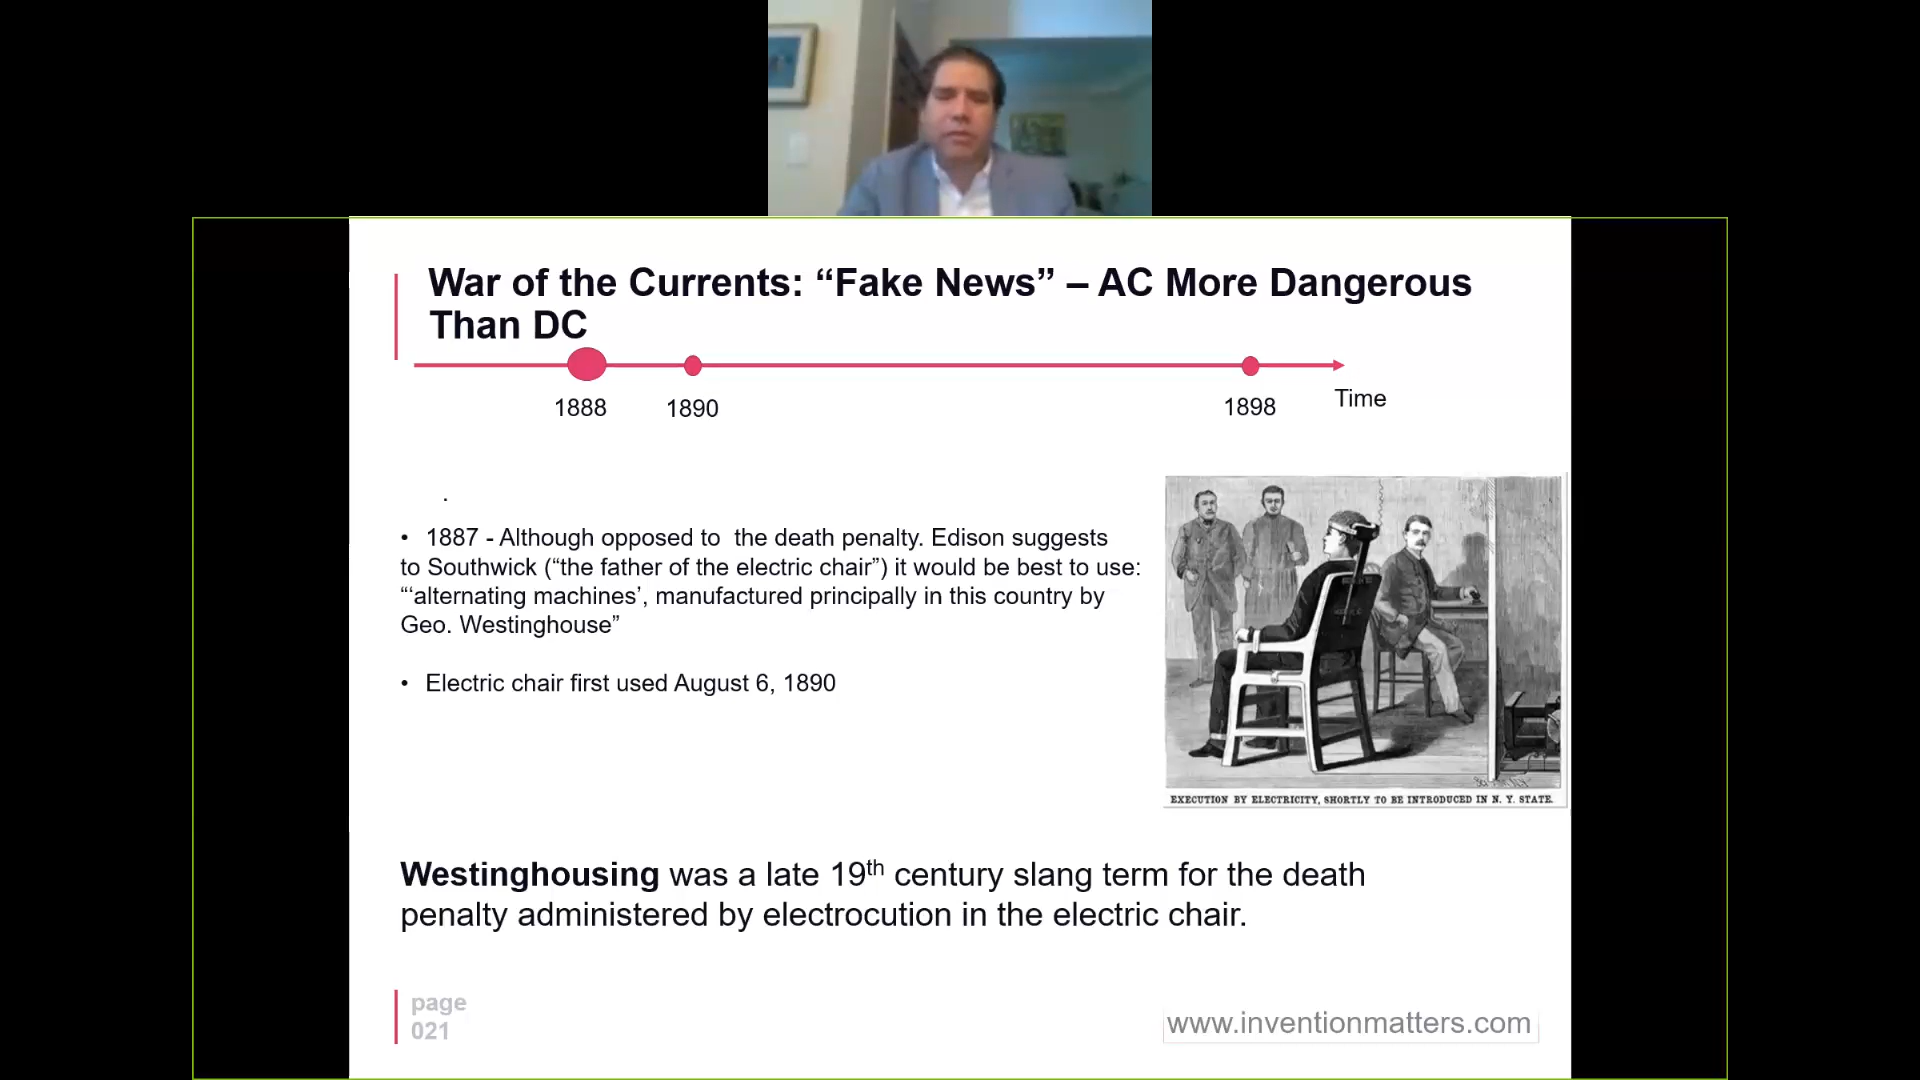 War of the Currents: “Fake News” – AC More Dangerous
Than DC
1888
1890
1898
Time
.
• 1887 - Although opposed to  the death penalty. Edison suggests
to Southwick (“the father of the electric chair”) it would be best to use:
“‘alternating machines’, manufactured principally in this country by
Geo. Westinghouse”
• Electric chair first used August 6, 1890
EXECUTION BY ELECTRICITY, SHORTLY TO BE INTRODUCED IN N. Y. STATE.
Westinghousing was a late 19th century slang term for the death
penalty administered by electrocution in the electric chair.
page
021
www.inventionmatters.com